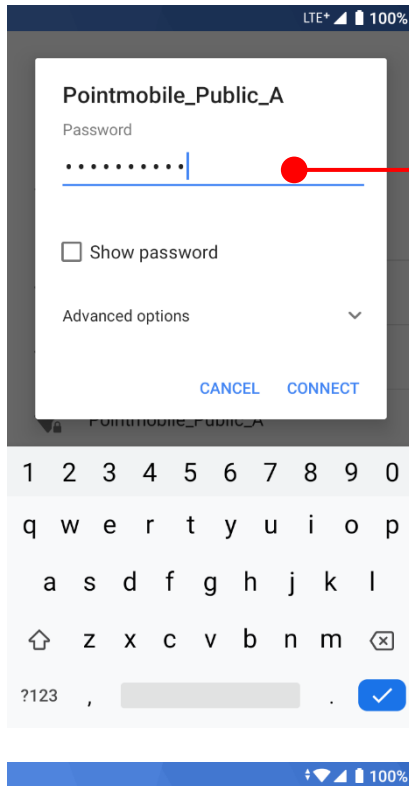 LTE+ 100%
Pointmobile_Public_A
Password
••••••••••
Show password
Advanced options
CANCEL CONNECT
Pointmobile_Public_A
1 2 3 4 5 6 7 8 9 0
q w e r t y u i o p
a s d f g h j k l
z x c v b n m
?123 , .
100%